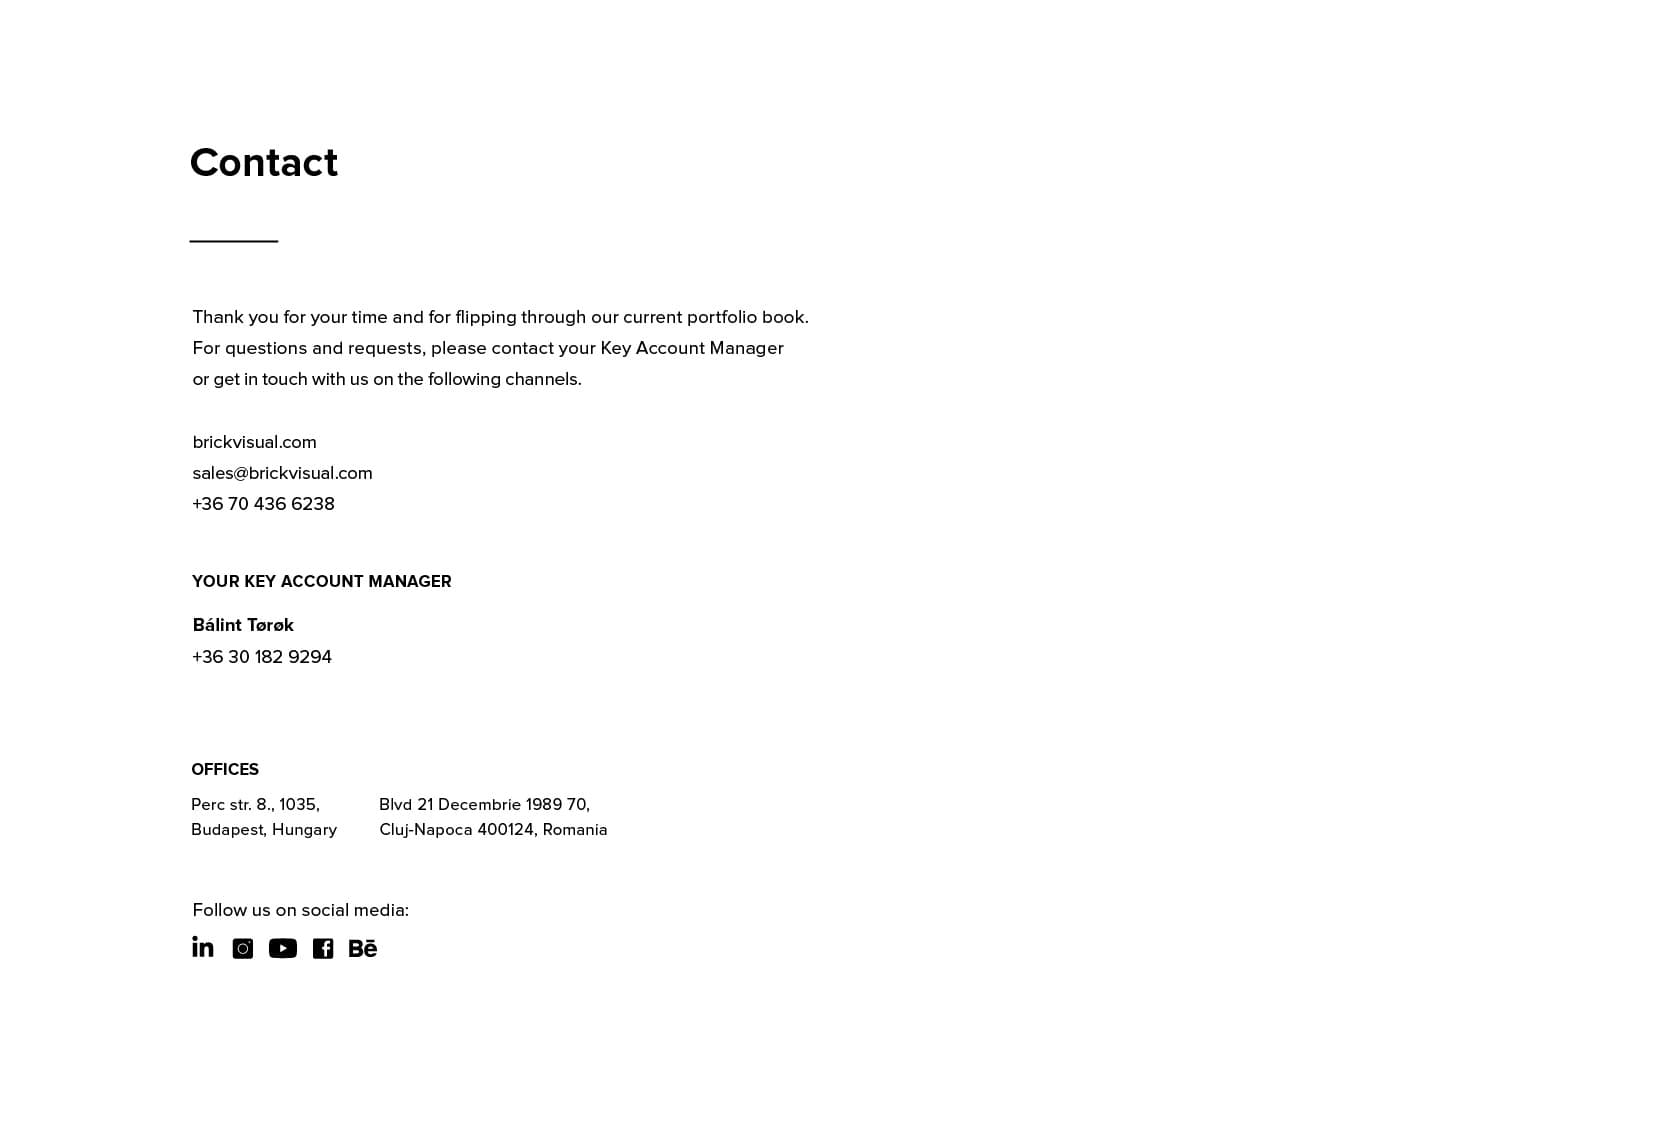 Contact
Thank you for your time and for flipping through our current portfolio book.
For questions and requests, please contact your Key Account Manager
or get in touch with us on the following channels.
brickvisual.com
sales@brickvisual.com
+36 70 436 6238
YOUR KEY ACCOUNT MANAGER
Bálint Tørøk
+36 30 182 9294
OFFICES
Perc str. 8., 1035,
Budapest, Hungary
Blvd 21 Decembrie 1989 70,
Cluj-Napoca 400124, Romania
Follow us on social media:
in f Bē